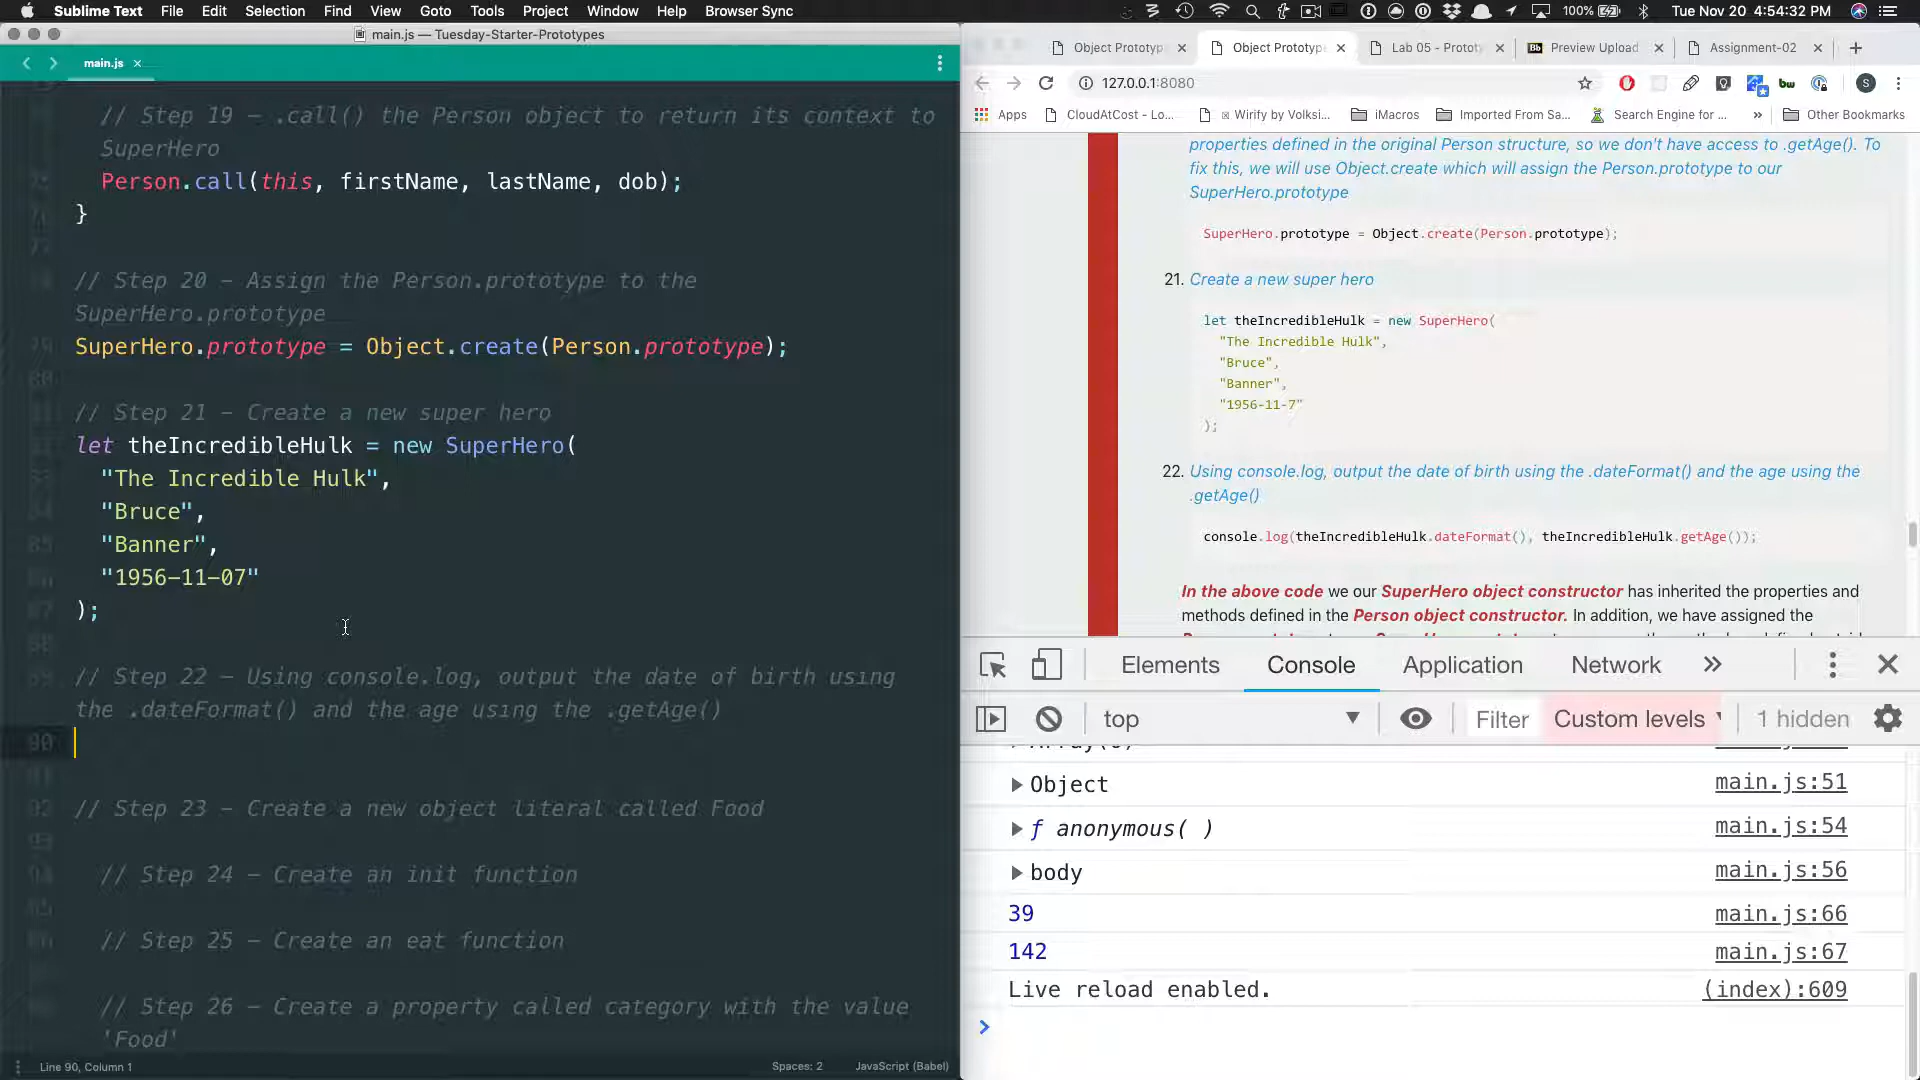 Sublime Text File Edit Selection Find View Goto Tools Project Window Help Browser Sync 100% Tue Nov 20 4:54:32 PM
main.js — Tuesday-Starter-Prototypes
main.js ×
// Step 19 – .call() the Person object to return its context to
SuperHero
Person.call(this, firstName, lastName, dob);
}
// Step 20 – Assign the Person.prototype to the
SuperHero.prototype
SuperHero.prototype = Object.create(Person.prototype);
// Step 21 – Create a new super hero
let theIncredibleHulk = new SuperHero(
"The Incredible Hulk",
"Bruce",
"Banner",
"1956-11-07"
);
// Step 22 – Using console.log, output the date of birth using
the .dateFormat() and the age using the .getAge()
90
// Step 23 – Create a new object literal called Food
// Step 24 – Create an init function
// Step 25 – Create an eat function
// Step 26 – Create a property called category with the value
'Food'
Line 90, Column 1 Spaces: 2 JavaScript (Babel)
Object Prototyp × Object Prototype × Lab 05 - Prototy × Bb Preview Upload × Assignment-02 × +
127.0.0.1:8080
Apps CloudAtCost - Lo... Wirify by Volksi... iMacros Imported From Sa... Search Engine for ... » Other Bookmarks
properties defined in the original Person structure, so we don't have access to .getAge(). To
fix this, we will use Object.create which will assign the Person.prototype to our
SuperHero.prototype
SuperHero.prototype = Object.create(Person.prototype);
21. Create a new super hero
let theIncredibleHulk = new SuperHero(
"The Incredible Hulk",
"Bruce",
"Banner",
"1956-11-7"
);
22. Using console.log, output the date of birth using the .dateFormat() and the age using the
.getAge()
console.log(theIncredibleHulk.dateFormat(), theIncredibleHulk.getAge());
In the above code we our SuperHero object constructor has inherited the properties and
methods defined in the Person object constructor. In addition, we have assigned the
Elements Console Application Network »
top Filter Custom levels 1 hidden
Object main.js:51
ƒ anonymous( ) main.js:54
body main.js:56
39 main.js:66
142 main.js:67
Live reload enabled. (index):609